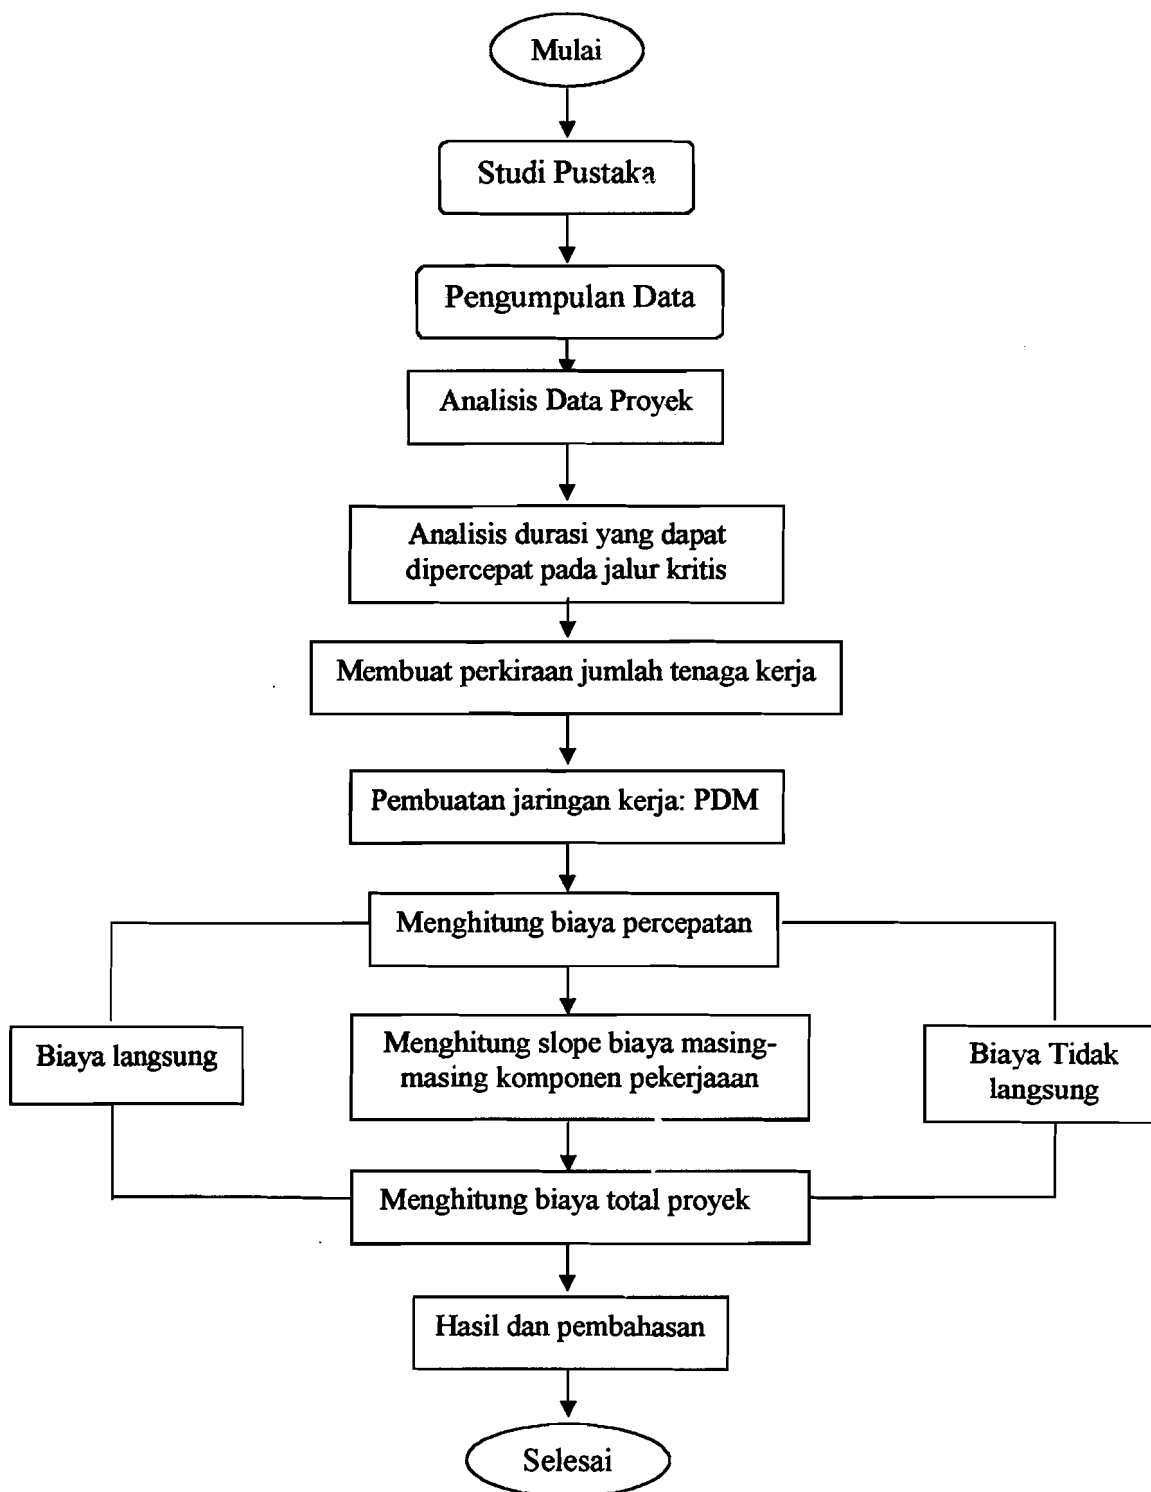 Mulai
Studi Pustaka
Pengumpulan Data
Analisis Data Proyek
Analisis durasi yang dapat
dipercepat pada jalur kritis
Membuat perkiraan jumlah tenaga kerja
Pembuatan jaringan kerja: PDM
Menghitung biaya percepatan
Biaya langsung
Menghitung slope biaya masing-
masing komponen pekerjaaan
Biaya Tidak
langsung
Menghitung biaya total proyek
Hasil dan pembahasan
Selesai